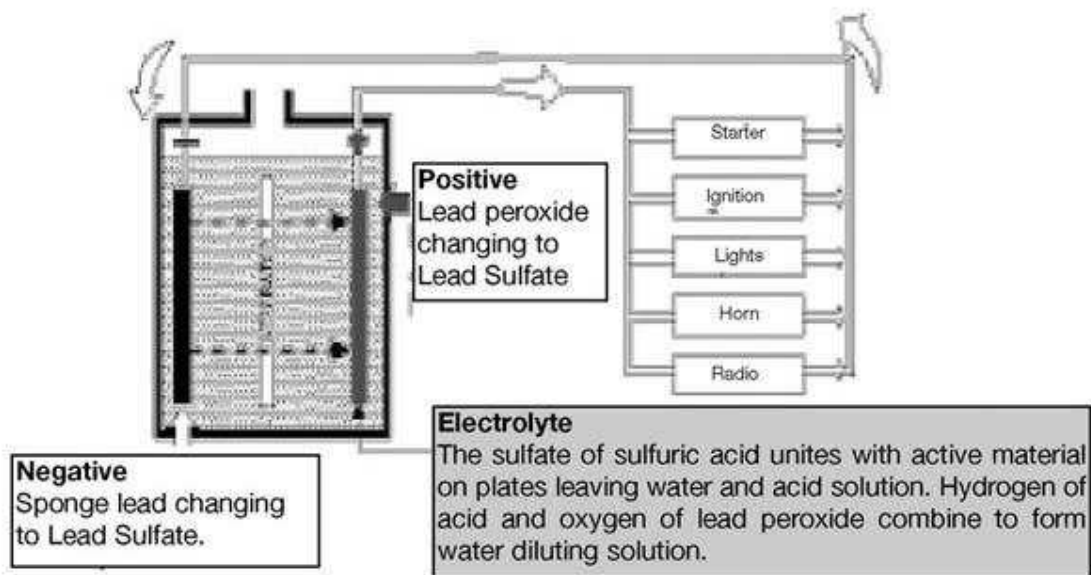 Starter
Positive
Lead peroxide
changing to
Lead Sulfate
Ignition
Lights
Horn
Radio
Electrolyte
The sulfate of sulfuric acid unites with active material
on plates leaving water and acid solution. Hydrogen of
acid and oxygen of lead peroxide combine to form
water diluting solution.
Negative
Sponge lead changing
to Lead Sulfate.